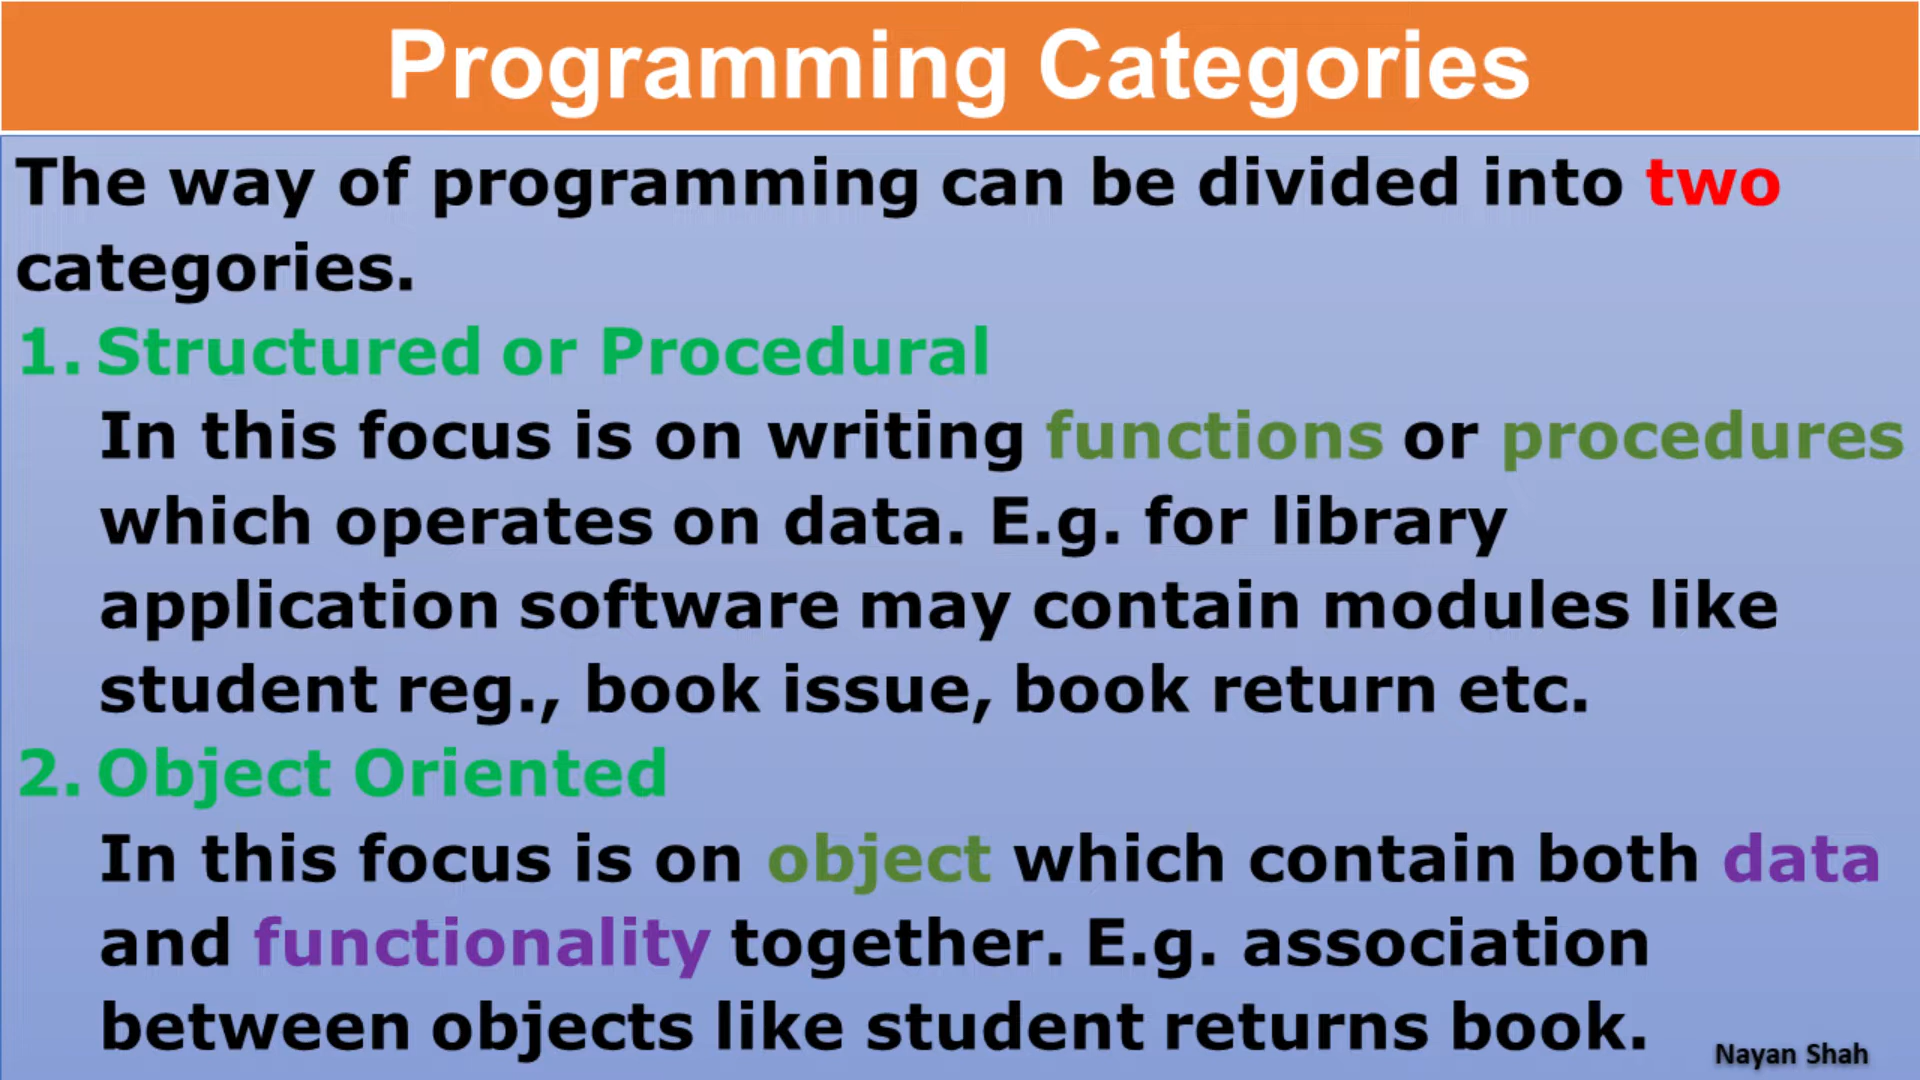 Programming Categories
The way of programming can be divided into two
categories.
1. Structured or Procedural
In this focus is on writing functions or procedures
which operates on data. E.g. for library
application software may contain modules like
student reg., book issue, book return etc.
2. Object Oriented
In this focus is on object which contain both data
and functionality together. E.g. association
between objects like student returns book.
Nayan Shah